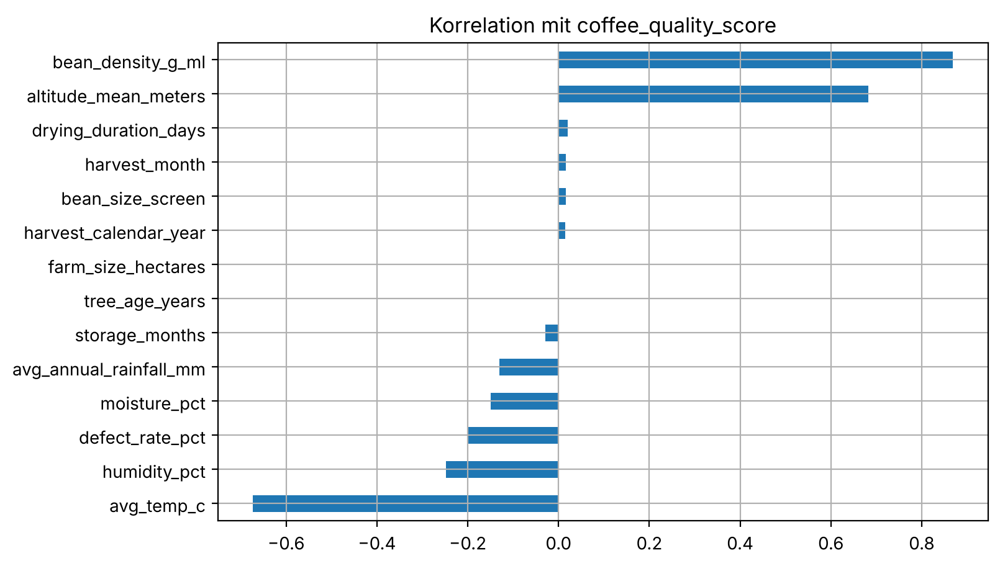 Korrelation mit coffee_quality_score
bean_density_g_ml
altitude_mean_meters
drying_duration_days
harvest_month
bean_size_screen
harvest_calendar_year
farm_size_hectares
tree_age_years
storage_months
avg_annual_rainfall_mm
moisture_pct
defect_rate_pct
humidity_pct
avg_temp_c
−0.6 −0.4 −0.2 0.0 0.2 0.4 0.6 0.8